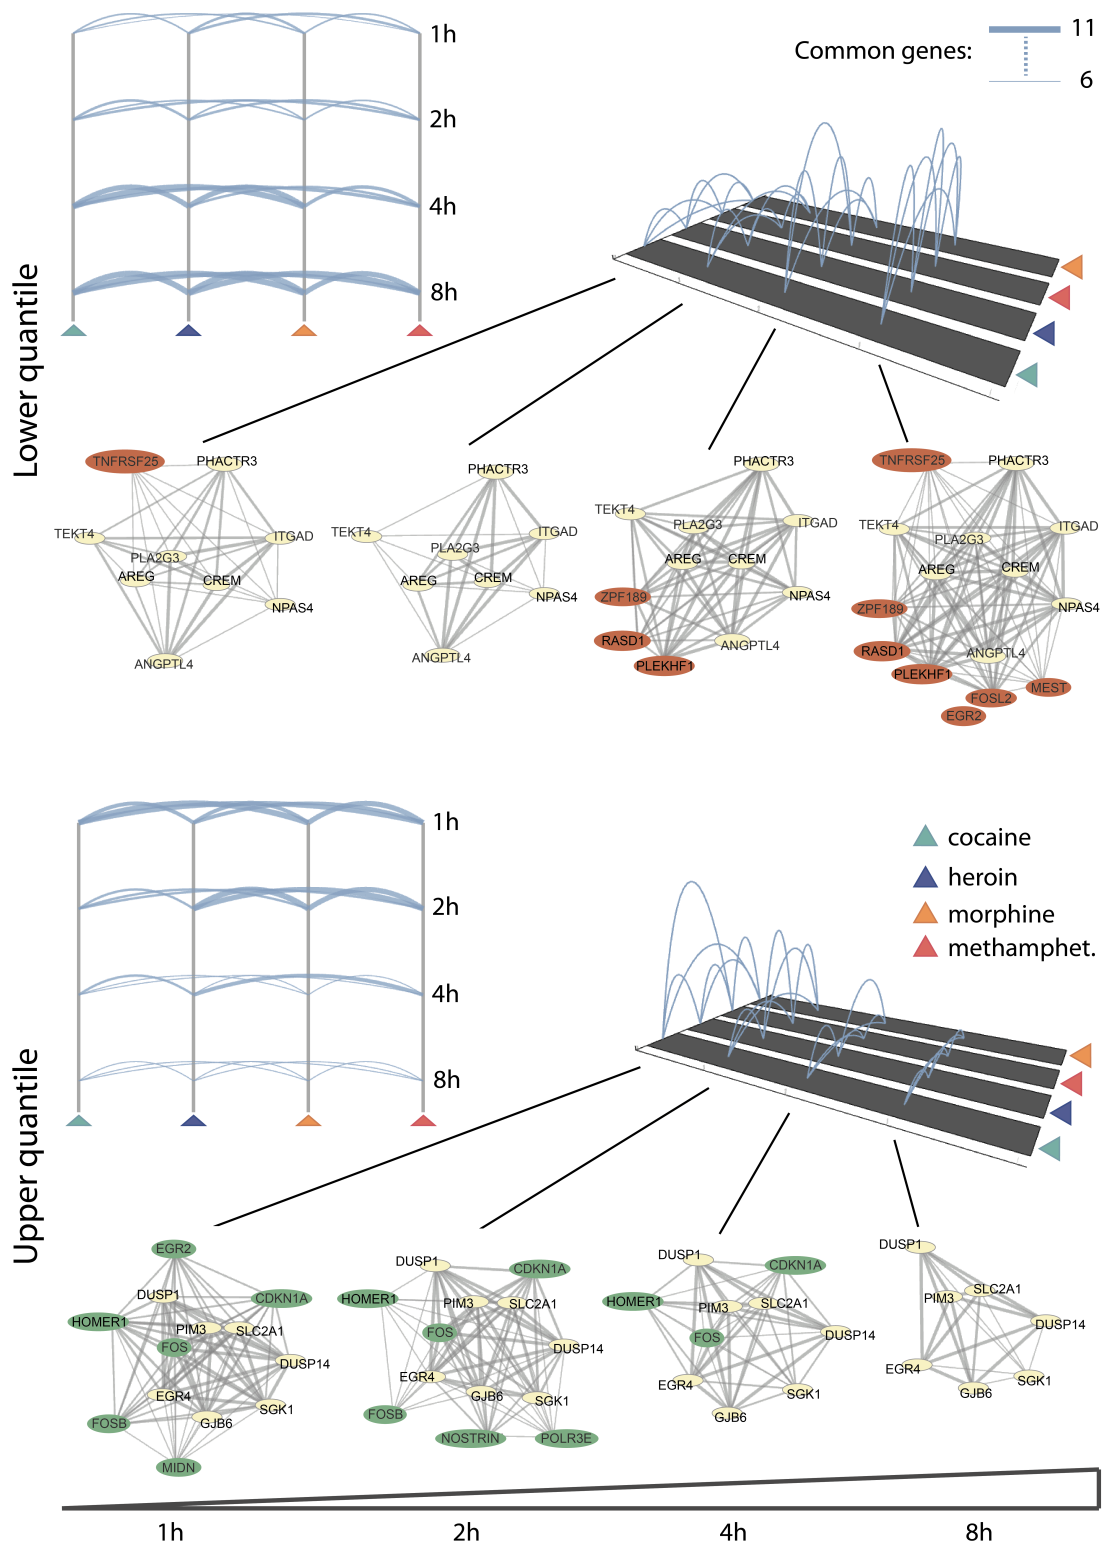 1h
11
Common genes:
6
2h
4h
8h
Lower quantile
TNFRSF25
PHACTR3
TEKT4
ITGAD
PLA2G3
AREG
CREM
NPAS4
ANGPTL4
PHACTR3
TEKT4
ITGAD
PLA2G3
AREG
CREM
NPAS4
ANGPTL4
PHACTR3
TEKT4
ITGAD
PLA2G3
AREG
CREM
ZPF189
NPAS4
RASD1
ANGPTL4
PLEKHF1
TNFRSF25
PHACTR3
TEKT4
ITGAD
PLA2G3
AREG
CREM
ZPF189
NPAS4
RASD1
ANGPTL4
PLEKHF1
MEST
FOSL2
EGR2
1h
2h
4h
8h
cocaine
heroin
morphine
methamphet.
Upper quantile
EGR2
DUSP1
CDKN1A
HOMER1
PIM3
SLC2A1
FOS
DUSP14
EGR4
SGK1
FOSB
GJB6
MIDN
DUSP1
CDKN1A
HOMER1
PIM3
SLC2A1
FOS
DUSP14
EGR4
GJB6
SGK1
FOSB
NOSTRIN
POLR3E
DUSP1
CDKN1A
HOMER1
PIM3
SLC2A1
FOS
DUSP14
EGR4
SGK1
GJB6
DUSP1
SLC2A1
PIM3
DUSP14
EGR4
SGK1
GJB6
1h
2h
4h
8h